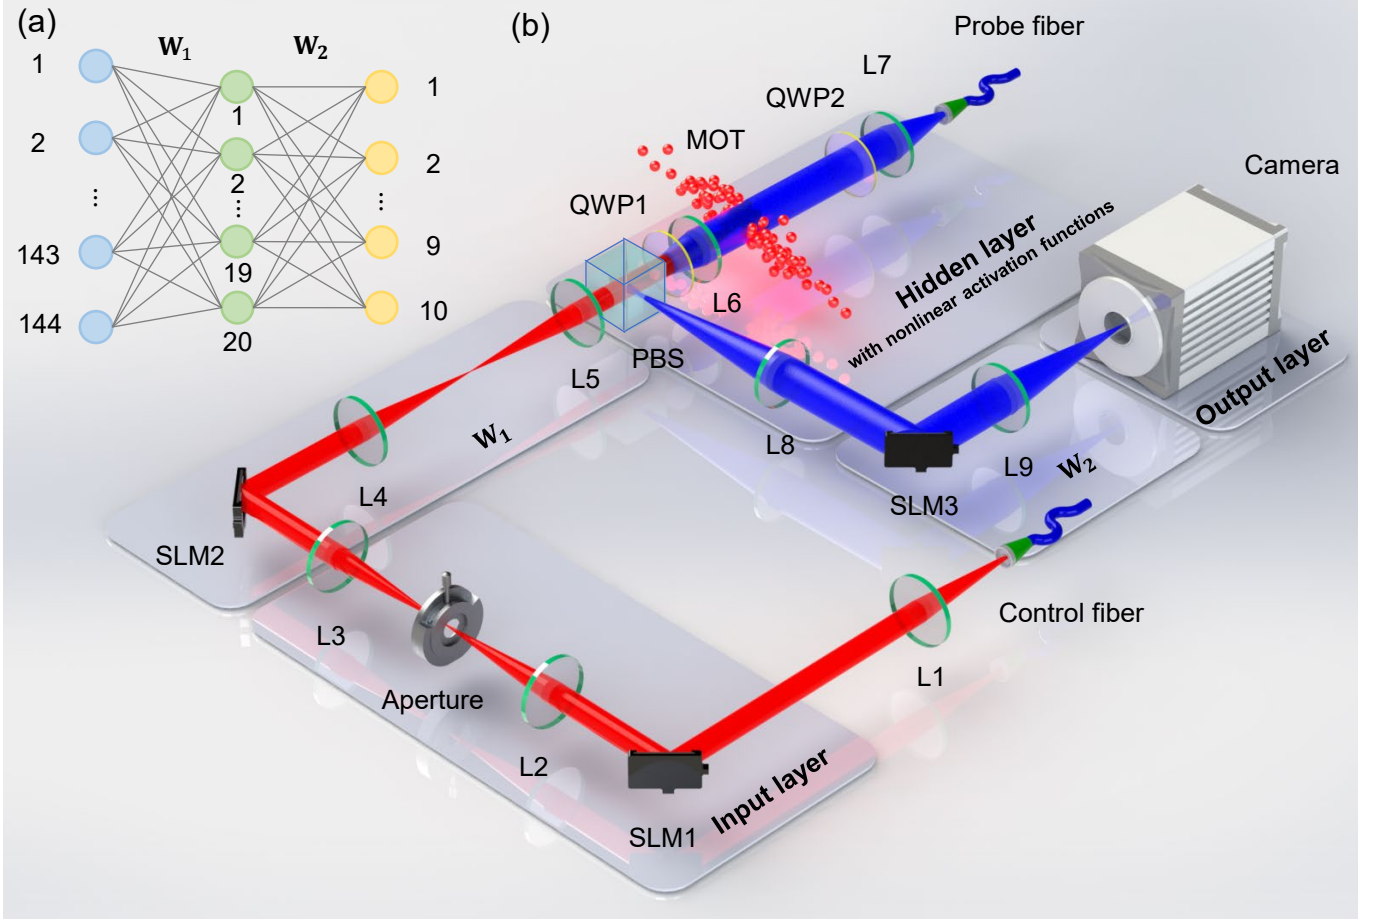 (a)
W₁
W₂
1
2
⋮
143
144
1
2
⋮
19
20
1
2
⋮
9
10
(b)
Probe fiber
L7
QWP2
MOT
Camera
QWP1
Hidden layer
with nonlinear activation functions
L6
PBS
L5
Output layer
W₁
L8
L9
W₂
SLM3
L4
SLM2
Control fiber
L3
L1
Aperture
L2
Input layer
SLM1